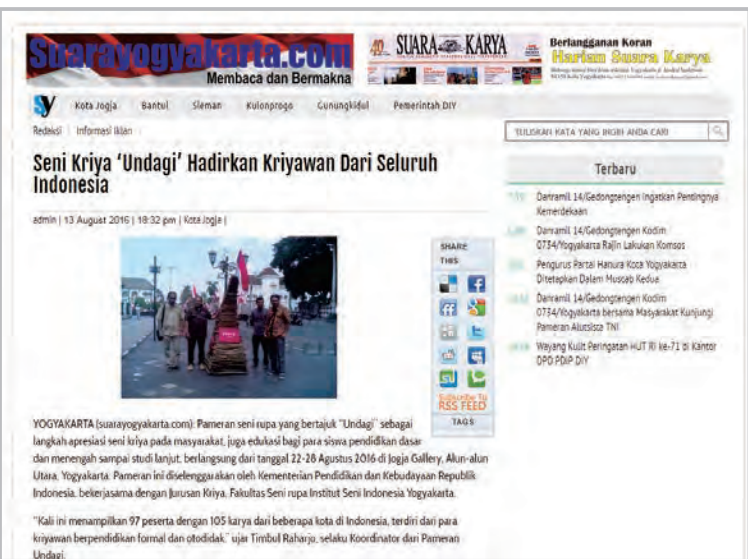 Suarayogyakarta.com
Membaca dan Bermakna
SUARA KARYA
Berlangganan Koran
Harian Suara Karya
Kota Jogja Bantul Sleman Kulonprogo Gunungkidul Pemerintah DIY
Redaksi Informasi Iklan
TULISKAN KATA YANG INGIN ANDA CARI
Seni Kriya ‘Undagi’ Hadirkan Kriyawan Dari Seluruh
Indonesia
admin | 13 August 2016 | 18:32 pm | Kota Jogja |
SHARE
THIS
Subscribe To
RSS FEED
TAGS
YOGYAKARTA (suarayogyakarta.com): Pameran seni rupa yang bertajuk “Undagi” sebagai
langkah apresiasi seni kriya pada masyarakat, juga edukasi bagi para siswa pendidikan dasar
dan menengah sampai studi lanjut, berlangsung dari tanggal 22-28 Agustus 2016 di Jogja Gallery, Alun-alun
Utara, Yogyakarta. Pameran ini diselenggarakan oleh Kementerian Pendidikan dan Kebudayaan Republik
Indonesia, bekerjasama dengan Jurusan Kriya, Fakultas Seni rupa Institut Seni Indonesia Yogyakarta.
“Kali ini menampilkan 97 peserta dengan 105 karya dari beberapa kota di Indonesia, terdiri dari para
kriyawan berpendidikan formal dan otodidak,” ujar Timbul Raharjo, selaku Koordinator dari Pameran
Undagi.
Terbaru
Danramil 14/Gedongtengen Ingatkan Pentingnya
Kemerdekaan
Danramil 14/Gedongtengen Kodim
0734/Yogyakarta Rajin Lakukan Komsos
Pengurus Partai Hanura Kota Yogyakarta
Ditetapkan Dalam Muscab Kedua
Danramil 14/Gedongtengen Kodim
0734/Yogyakarta bersama Masyarakat Kunjungi
Pameran Alutsista TNI
Wayang Kulit Peringatan HUT RI ke-71 di Kantor
DPD PDIP DIY